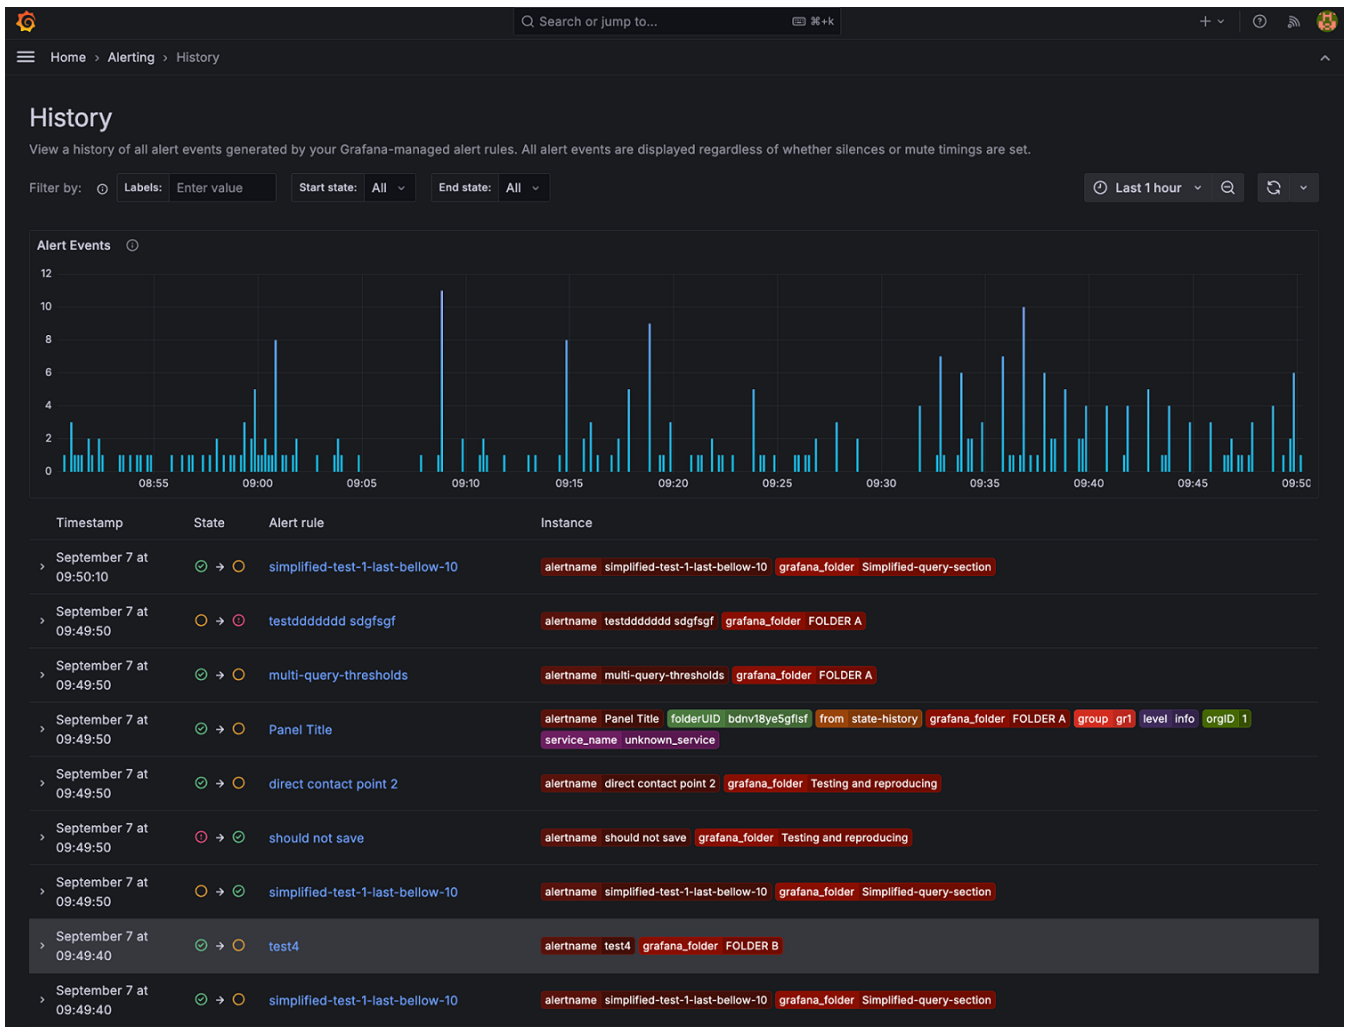 Search or jump to... ⌘+k
Home › Alerting › History
History
View a history of all alert events generated by your Grafana-managed alert rules. All alert events are displayed regardless of whether silences or mute timings are set.
Filter by: Labels: Enter value Start state: All End state: All Last 1 hour
Alert Events
12
10
8
6
4
2
0
08:55 09:00 09:05 09:10 09:15 09:20 09:25 09:30 09:35 09:40 09:45 09:50
Timestamp State Alert rule Instance
September 7 at
09:50:10
simplified-test-1-last-bellow-10 alertname simplified-test-1-last-bellow-10 grafana_folder Simplified-query-section
September 7 at
09:49:50
testddddddd sdgfsgf alertname testddddddd sdgfsgf grafana_folder FOLDER A
September 7 at
09:49:50
multi-query-thresholds alertname multi-query-thresholds grafana_folder FOLDER A
September 7 at
09:49:50
Panel Title alertname Panel Title folderUID bdnv18ye5gflsf from state-history grafana_folder FOLDER A group gr1 level info orgID 1
service_name unknown_service
September 7 at
09:49:50
direct contact point 2 alertname direct contact point 2 grafana_folder Testing and reproducing
September 7 at
09:49:50
should not save alertname should not save grafana_folder Testing and reproducing
September 7 at
09:49:50
simplified-test-1-last-bellow-10 alertname simplified-test-1-last-bellow-10 grafana_folder Simplified-query-section
September 7 at
09:49:40
test4 alertname test4 grafana_folder FOLDER B
September 7 at
09:49:40
simplified-test-1-last-bellow-10 alertname simplified-test-1-last-bellow-10 grafana_folder Simplified-query-section